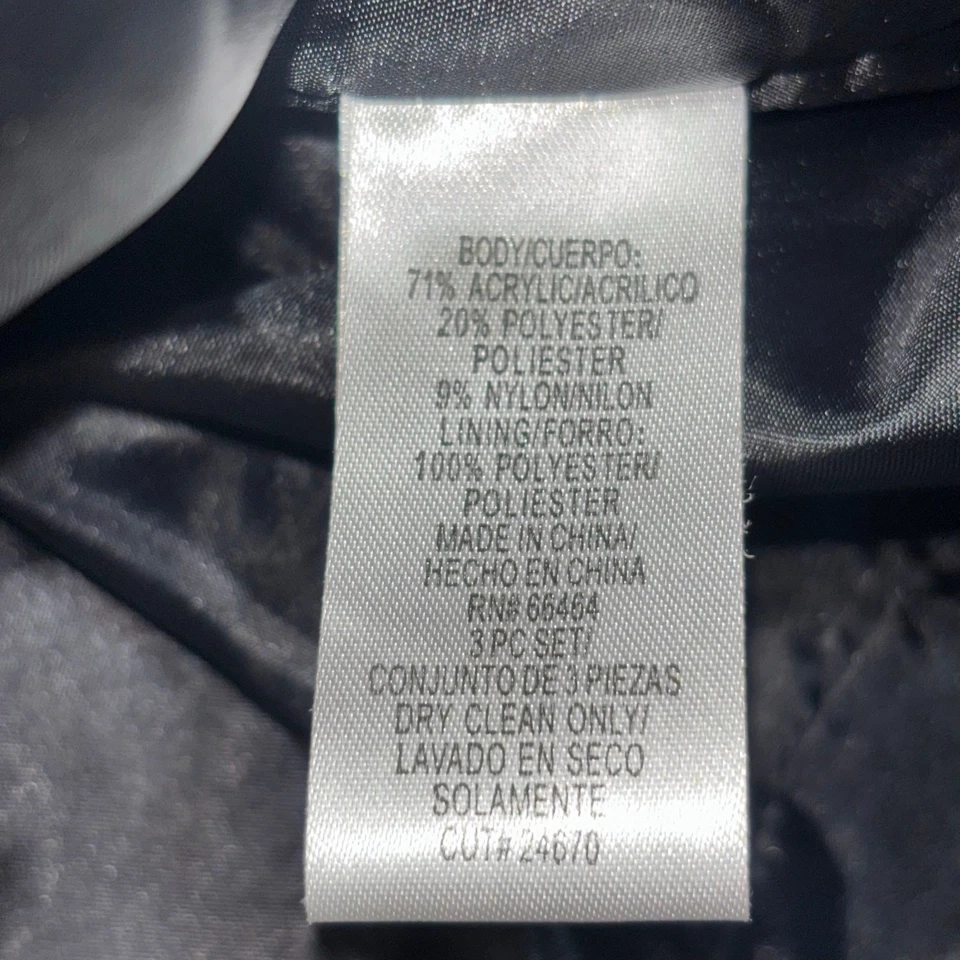 BODY/CUERPO:
71% ACRYLIC/ACRILICO
20% POLYESTER/
POLIESTER
9% NYLON/NILON
LINING/FORRO:
100% POLYESTER/
POLIESTER
MADE IN CHINA/
HECHO EN CHINA
RN# 66464
3 PC SET/
CONJUNTO DE 3 PIEZAS
DRY CLEAN ONLY/
LAVADO EN SECO
SOLAMENTE
CUT# 24670